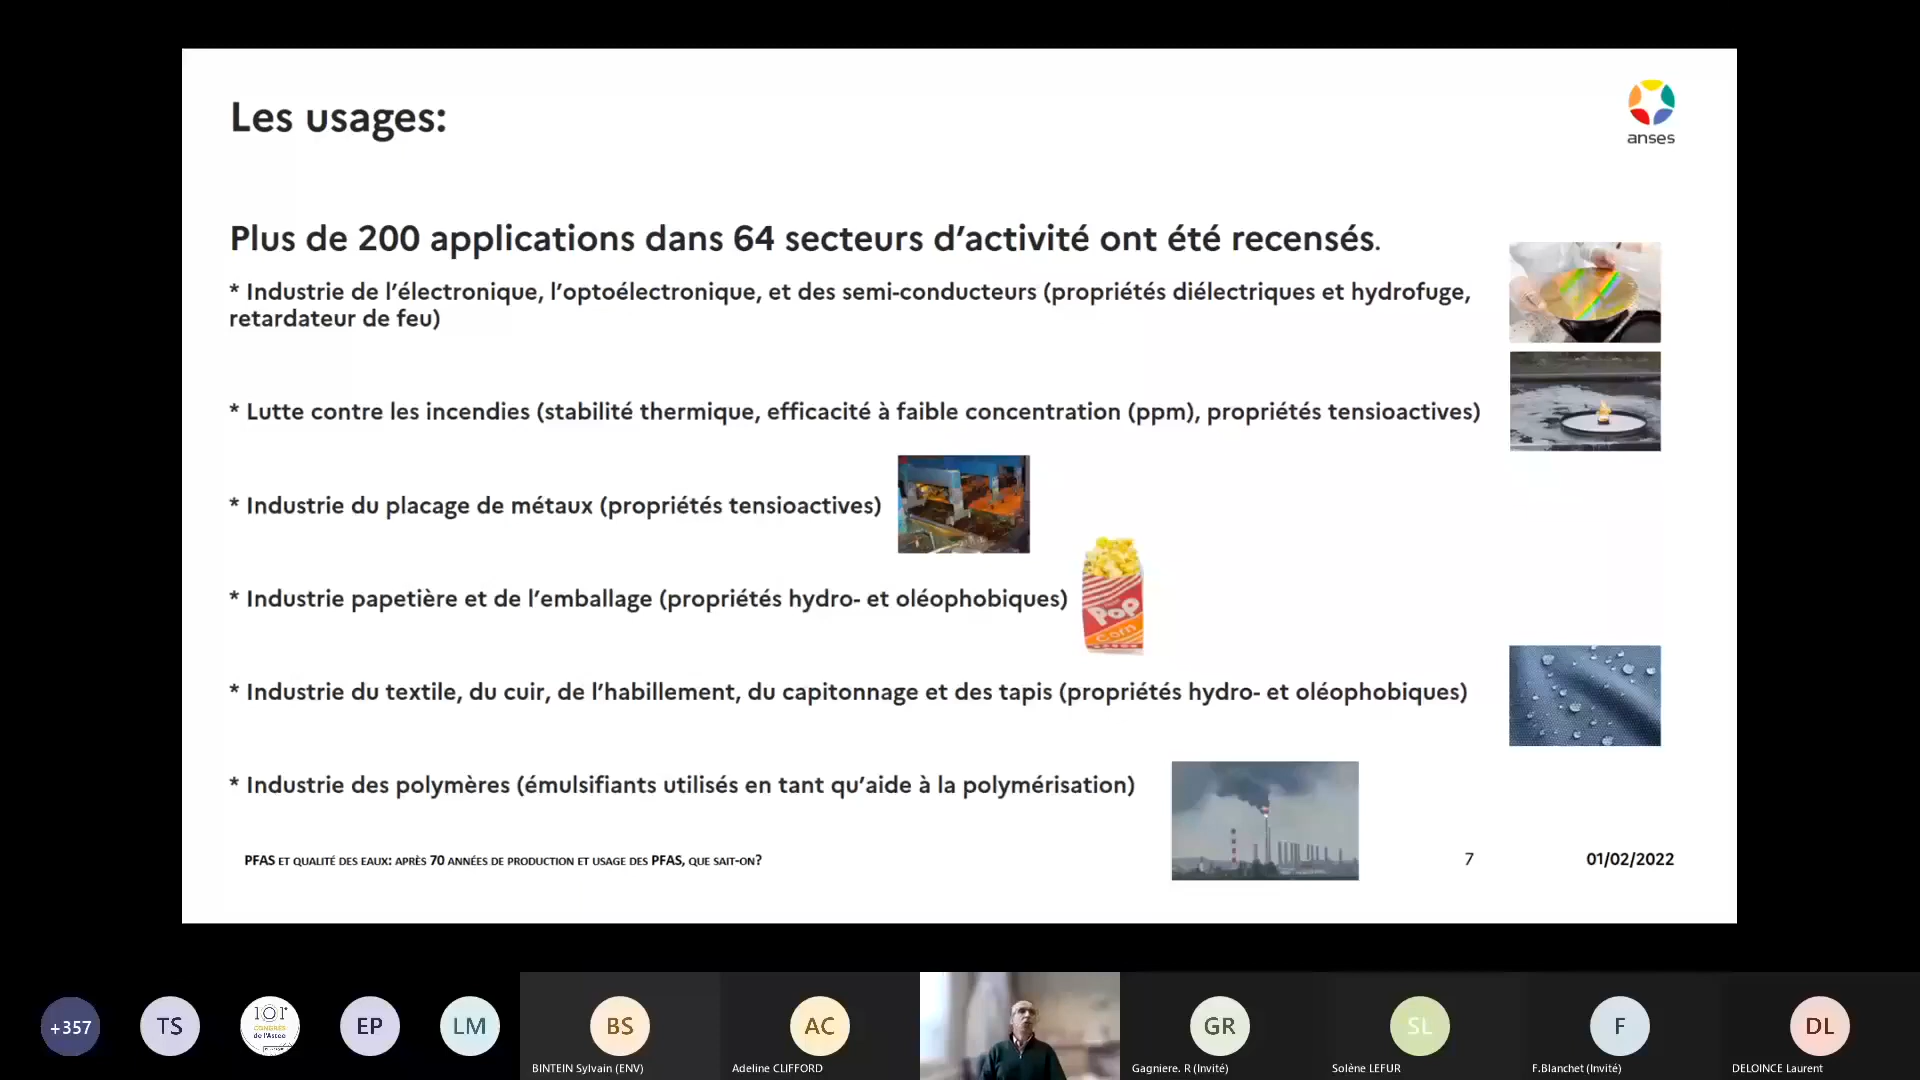 Les usages:
anses
Plus de 200 applications dans 64 secteurs d'activité ont été recensés.
* Industrie de l'électronique, l'optoélectronique, et des semi-conducteurs (propriétés diélectriques et hydrofuge,
retardateur de feu)
* Lutte contre les incendies (stabilité thermique, efficacité à faible concentration (ppm), propriétés tensioactives)
* Industrie du placage de métaux (propriétés tensioactives)
* Industrie papetière et de l'emballage (propriétés hydro- et oléophobiques)
Pop
Corn
* Industrie du textile, du cuir, de l'habillement, du capitonnage et des tapis (propriétés hydro- et oléophobiques)
* Industrie des polymères (émulsifiants utilisés en tant qu'aide à la polymérisation)
PFAS ET QUALITÉ DES EAUX: APRÈS 70 ANNÉES DE PRODUCTION ET USAGE DES PFAS, QUE SAIT-ON?
7
01/02/2022
+357
TS
101e
CONGRÈS
de l'Astee
EP
LM
BS
BINTEIN Sylvain (ENV)
AC
Adeline CLIFFORD
GR
Gagniere. R (Invité)
SL
Solène LEFUR
F
F.Blanchet (Invité)
DL
DELOINCE Laurent